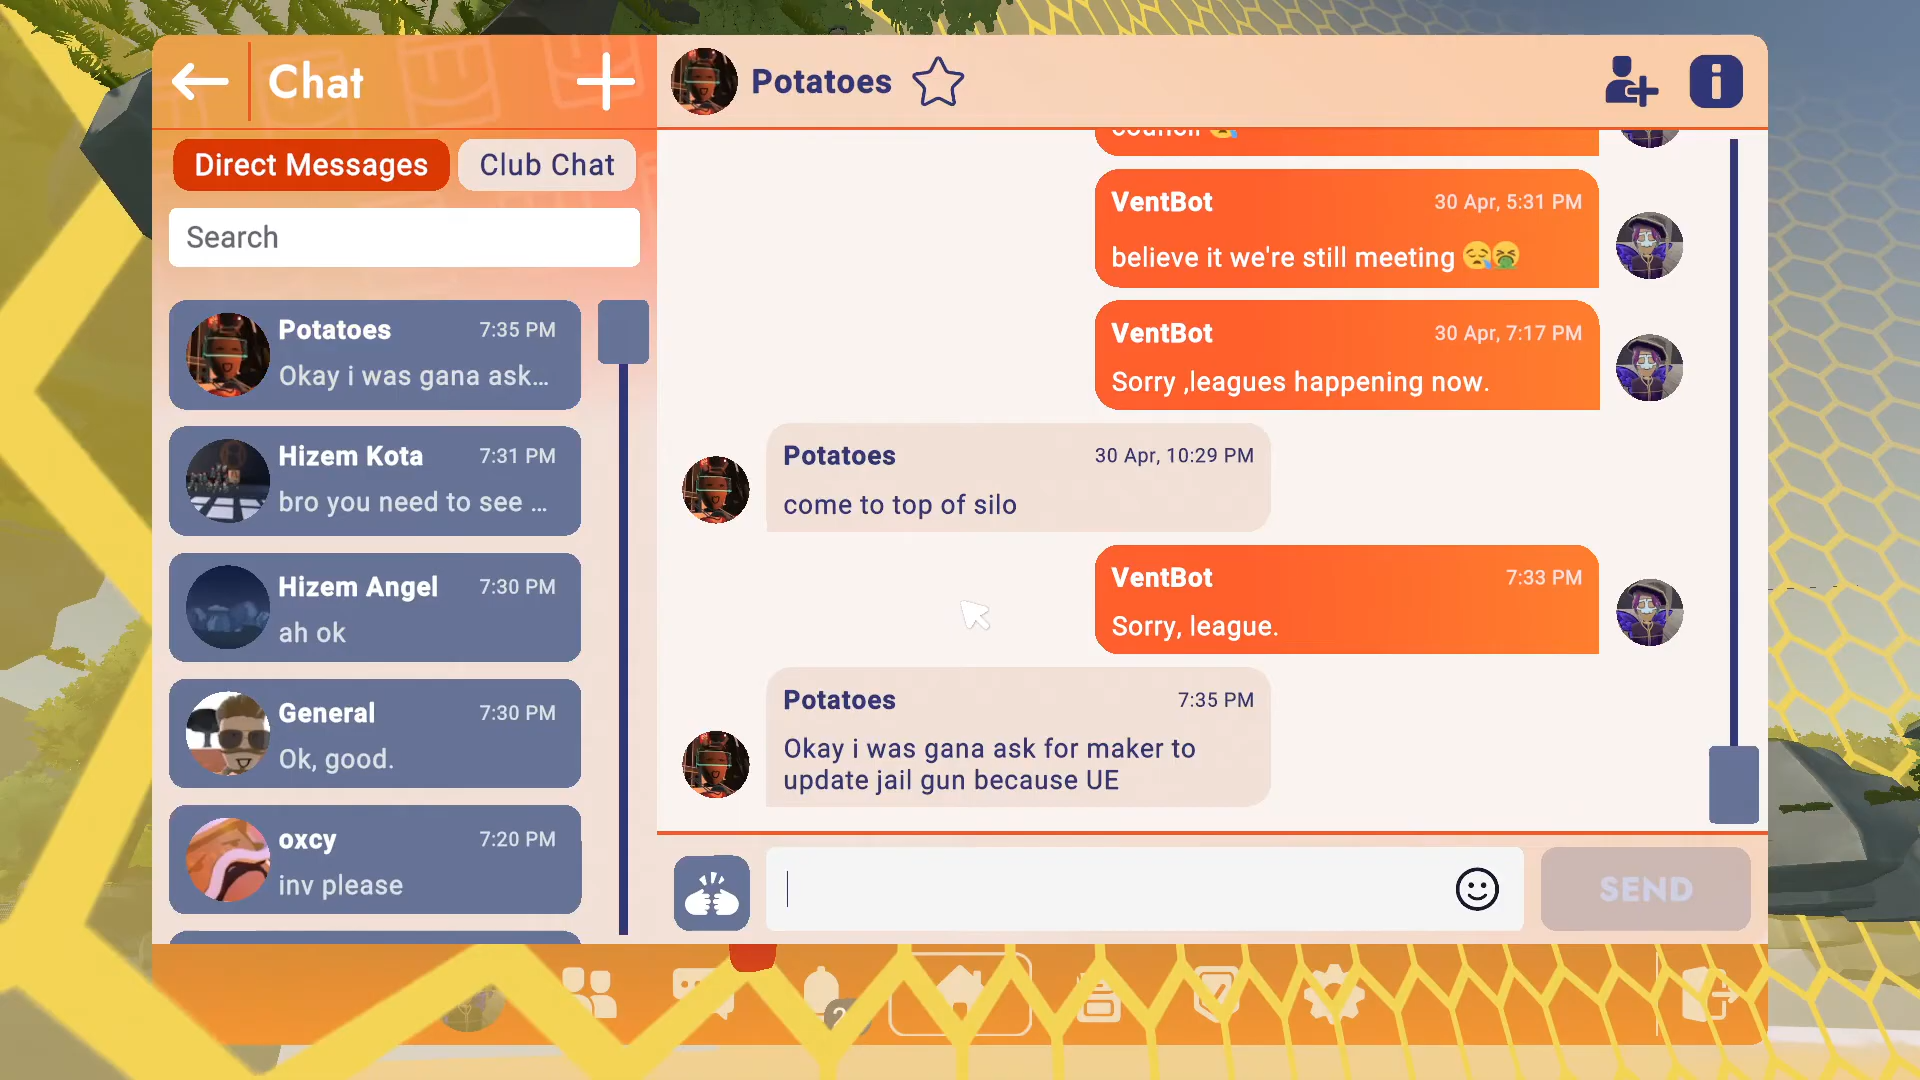 Chat
Direct Messages
Club Chat
Search
Potatoes 7:35 PM
Okay i was gana ask...
Hizem Kota 7:31 PM
bro you need to see ...
Hizem Angel 7:30 PM
ah ok
General 7:30 PM
Ok, good.
oxcy 7:20 PM
inv please
Potatoes
council 😪
VentBot 30 Apr, 5:31 PM
believe it we're still meeting 😪🤮
VentBot 30 Apr, 7:17 PM
Sorry ,leagues happening now.
Potatoes 30 Apr, 10:29 PM
come to top of silo
VentBot 7:33 PM
Sorry, league.
Potatoes 7:35 PM
Okay i was gana ask for maker to
update jail gun because UE
SEND